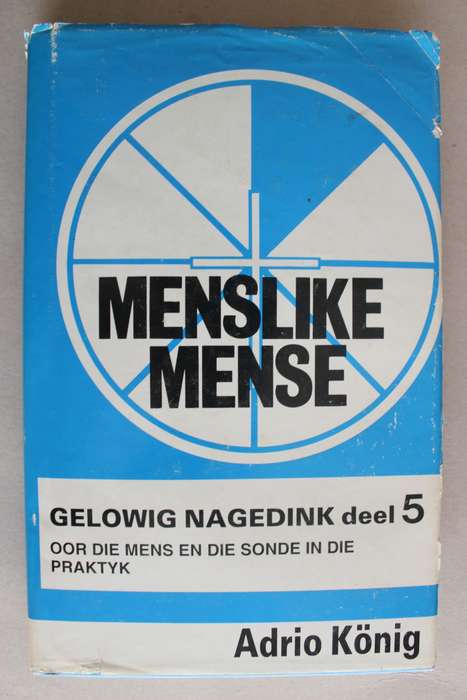 MENSLIKE
MENSE
GELOWIG NAGEDINK deel 5
OOR DIE MENS EN DIE SONDE IN DIE
PRAKTYK
Adrio König